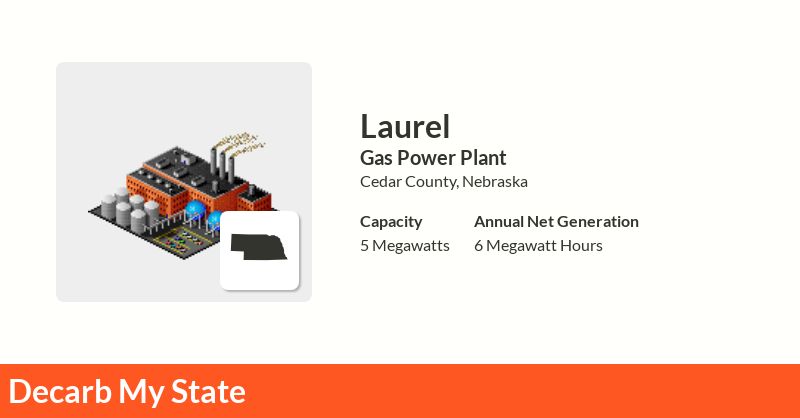 Laurel
Gas Power Plant
Cedar County, Nebraska
Capacity
5 Megawatts
Annual Net Generation
6 Megawatt Hours
Decarb My State